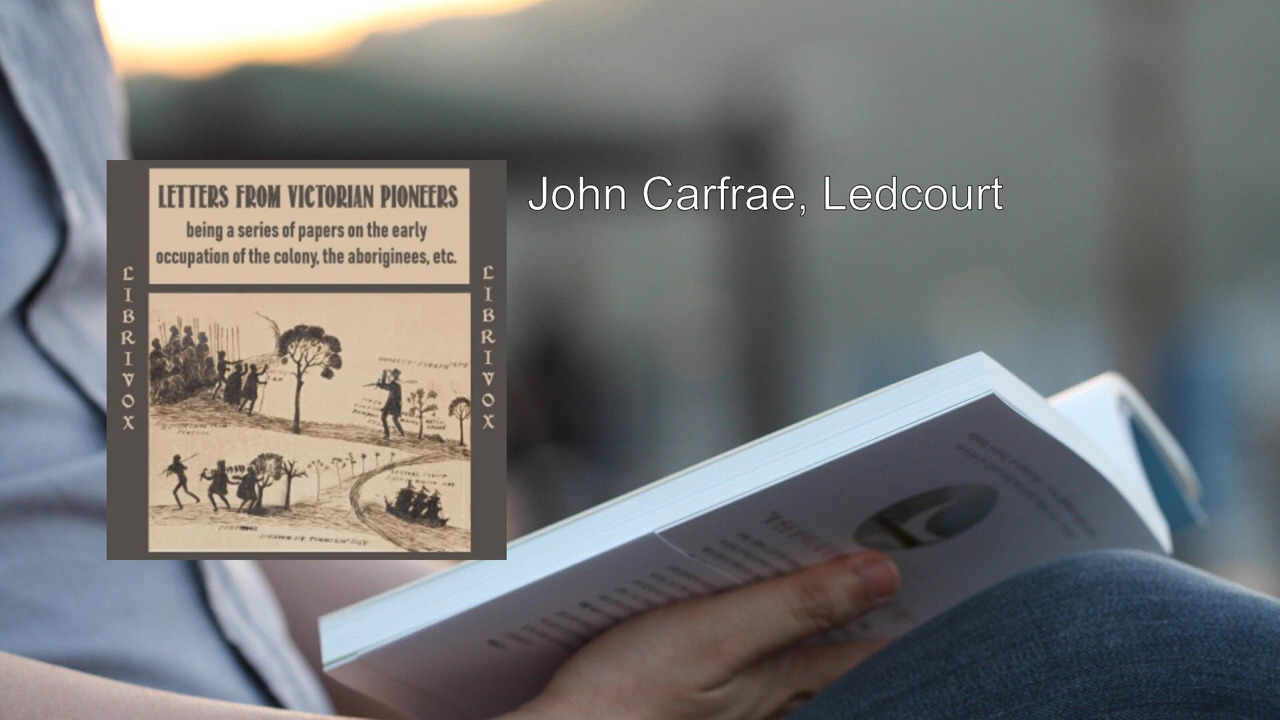 LETTERS FROM VICTORIAN PIONEERS
being a series of papers on the early
occupation of the colony, the aboriginees, etc.
LIBRIVOX
LIBRIVOX
John Carfrae, Ledcourt